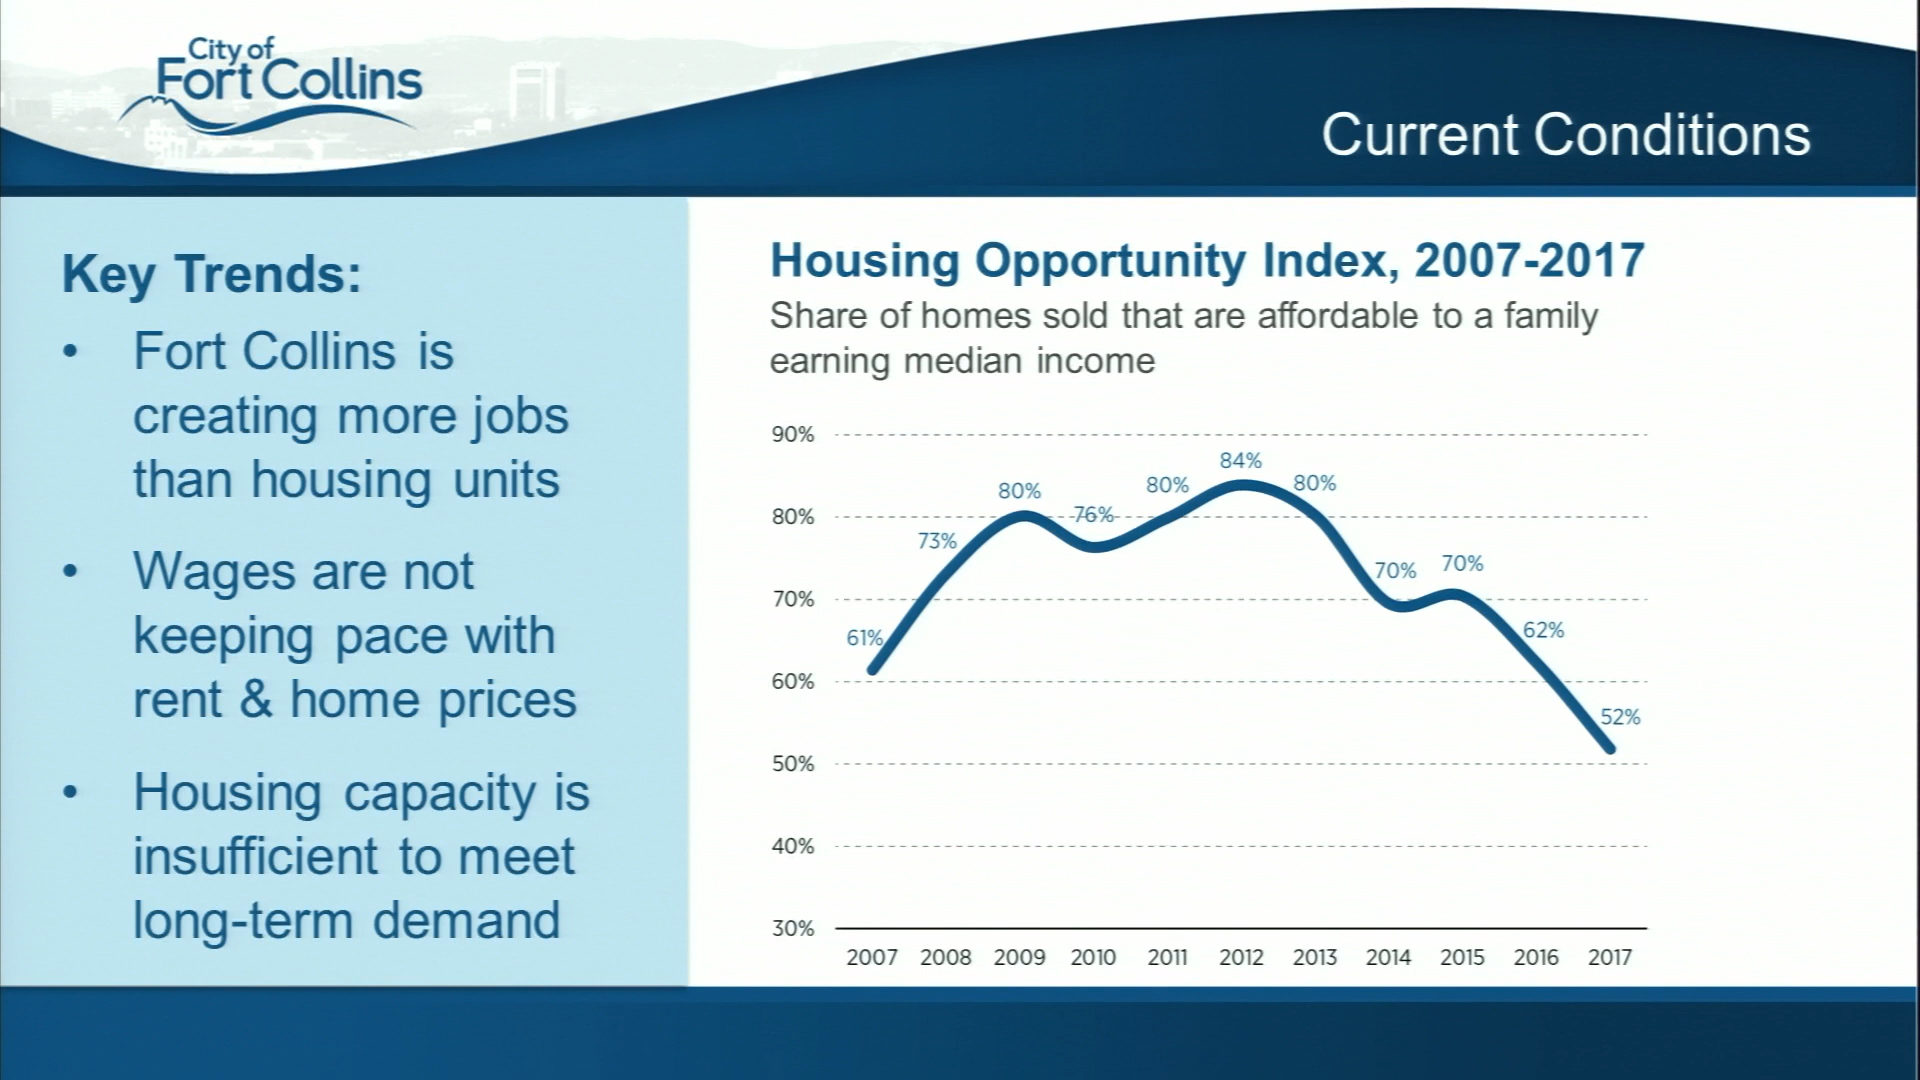 City of
Fort Collins
Current Conditions
Key Trends:
• Fort Collins is
creating more jobs
than housing units
• Wages are not
keeping pace with
rent & home prices
• Housing capacity is
insufficient to meet
long-term demand
Housing Opportunity Index, 2007-2017
Share of homes sold that are affordable to a family
earning median income
90%
80%
70%
60%
50%
40%
30%
61%
73%
80%
76%
80%
84%
80%
70%
70%
62%
52%
2007 2008 2009 2010 2011 2012 2013 2014 2015 2016 2017